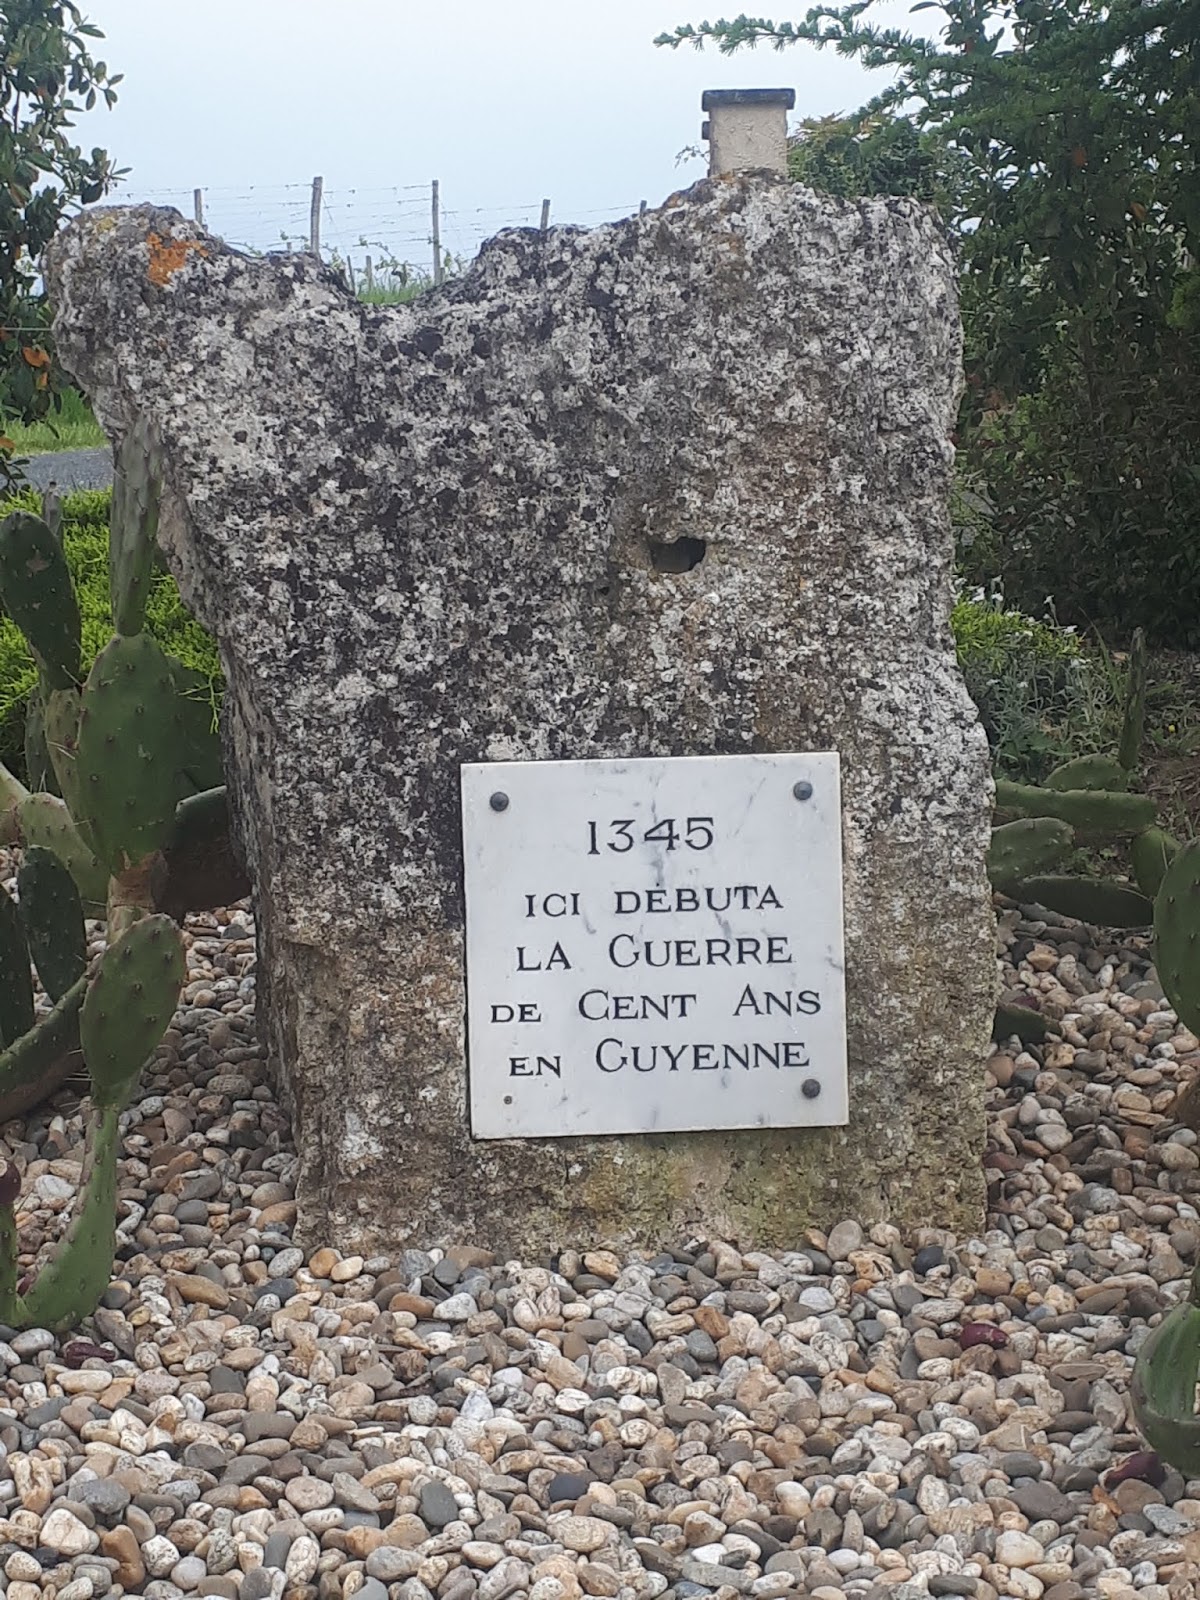 1345
ICI DÉBUTA
LA GUERRE
DE CENT ANS
EN GUYENNE